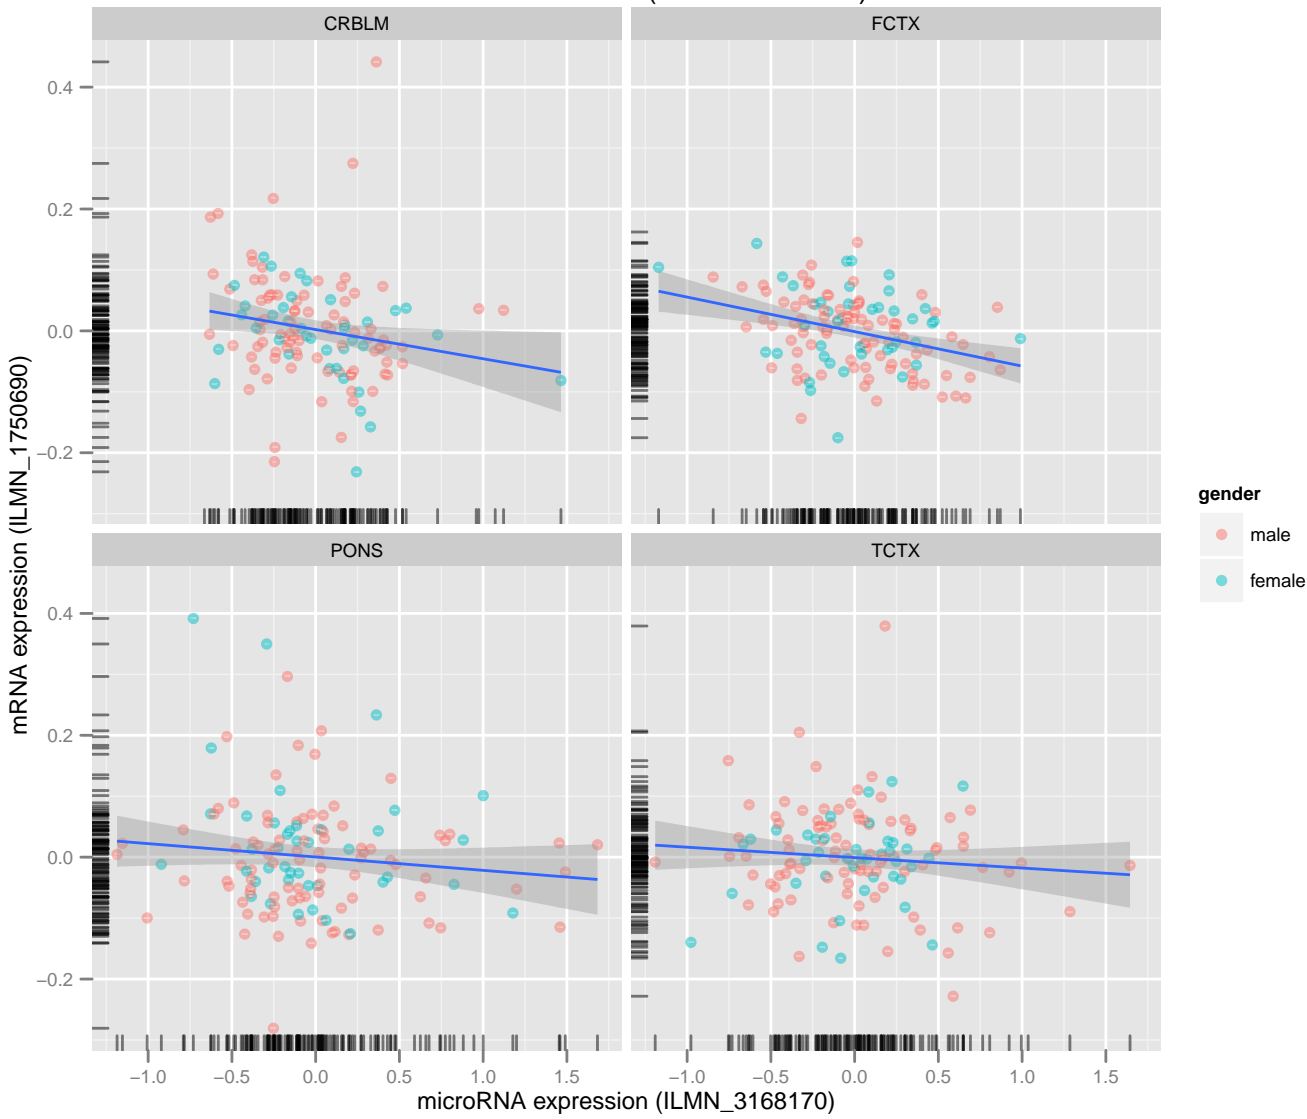 CRBLM
FCTX
0.4
0.2
0.0
−0.2
PONS
TCTX
0.4
0.2
0.0
−0.2
−1.0 −0.5 0.0 0.5 1.0 1.5
−1.0 −0.5 0.0 0.5 1.0 1.5
mRNA expression (ILMN_1750690)
microRNA expression (ILMN_3168170)
gender
male
female